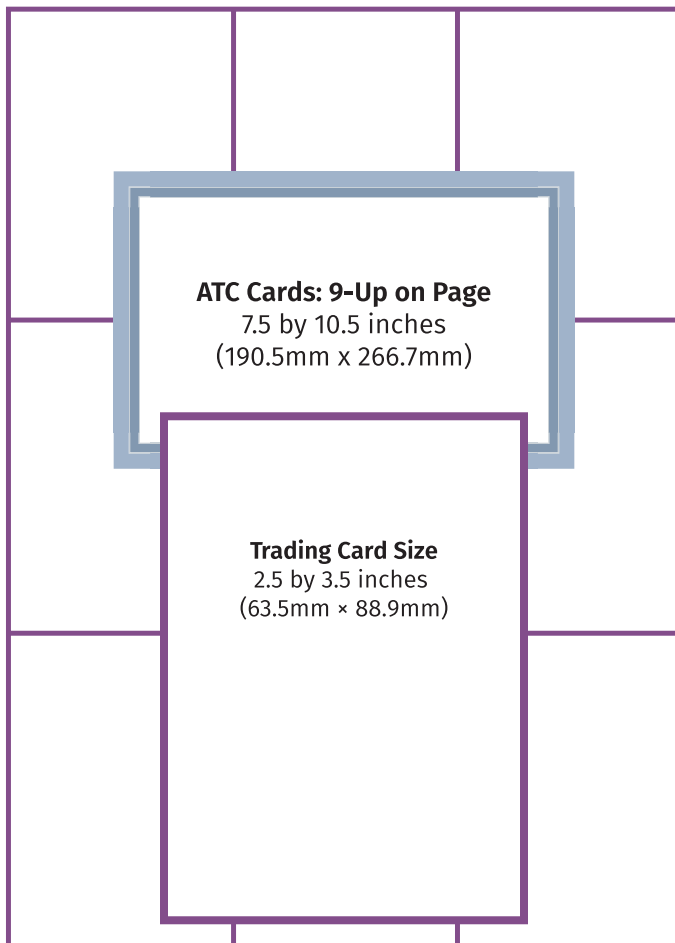 ATC Cards: 9-Up on Page
7.5 by 10.5 inches
(190.5mm x 266.7mm)
Trading Card Size
2.5 by 3.5 inches
(63.5mm × 88.9mm)